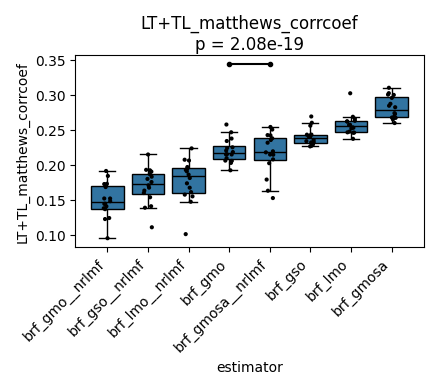 LT+TL_matthews_corrcoef
p = 2.08e-19
LT+TL_matthews_corrcoef
0.35
0.30
0.25
0.20
0.15
0.10
brf_gmo__nrlmf
brf_gso__nrlmf
brf_lmo__nrlmf
brf_gmo
brf_gmosa__nrlmf
brf_gso
brf_lmo
brf_gmosa
estimator